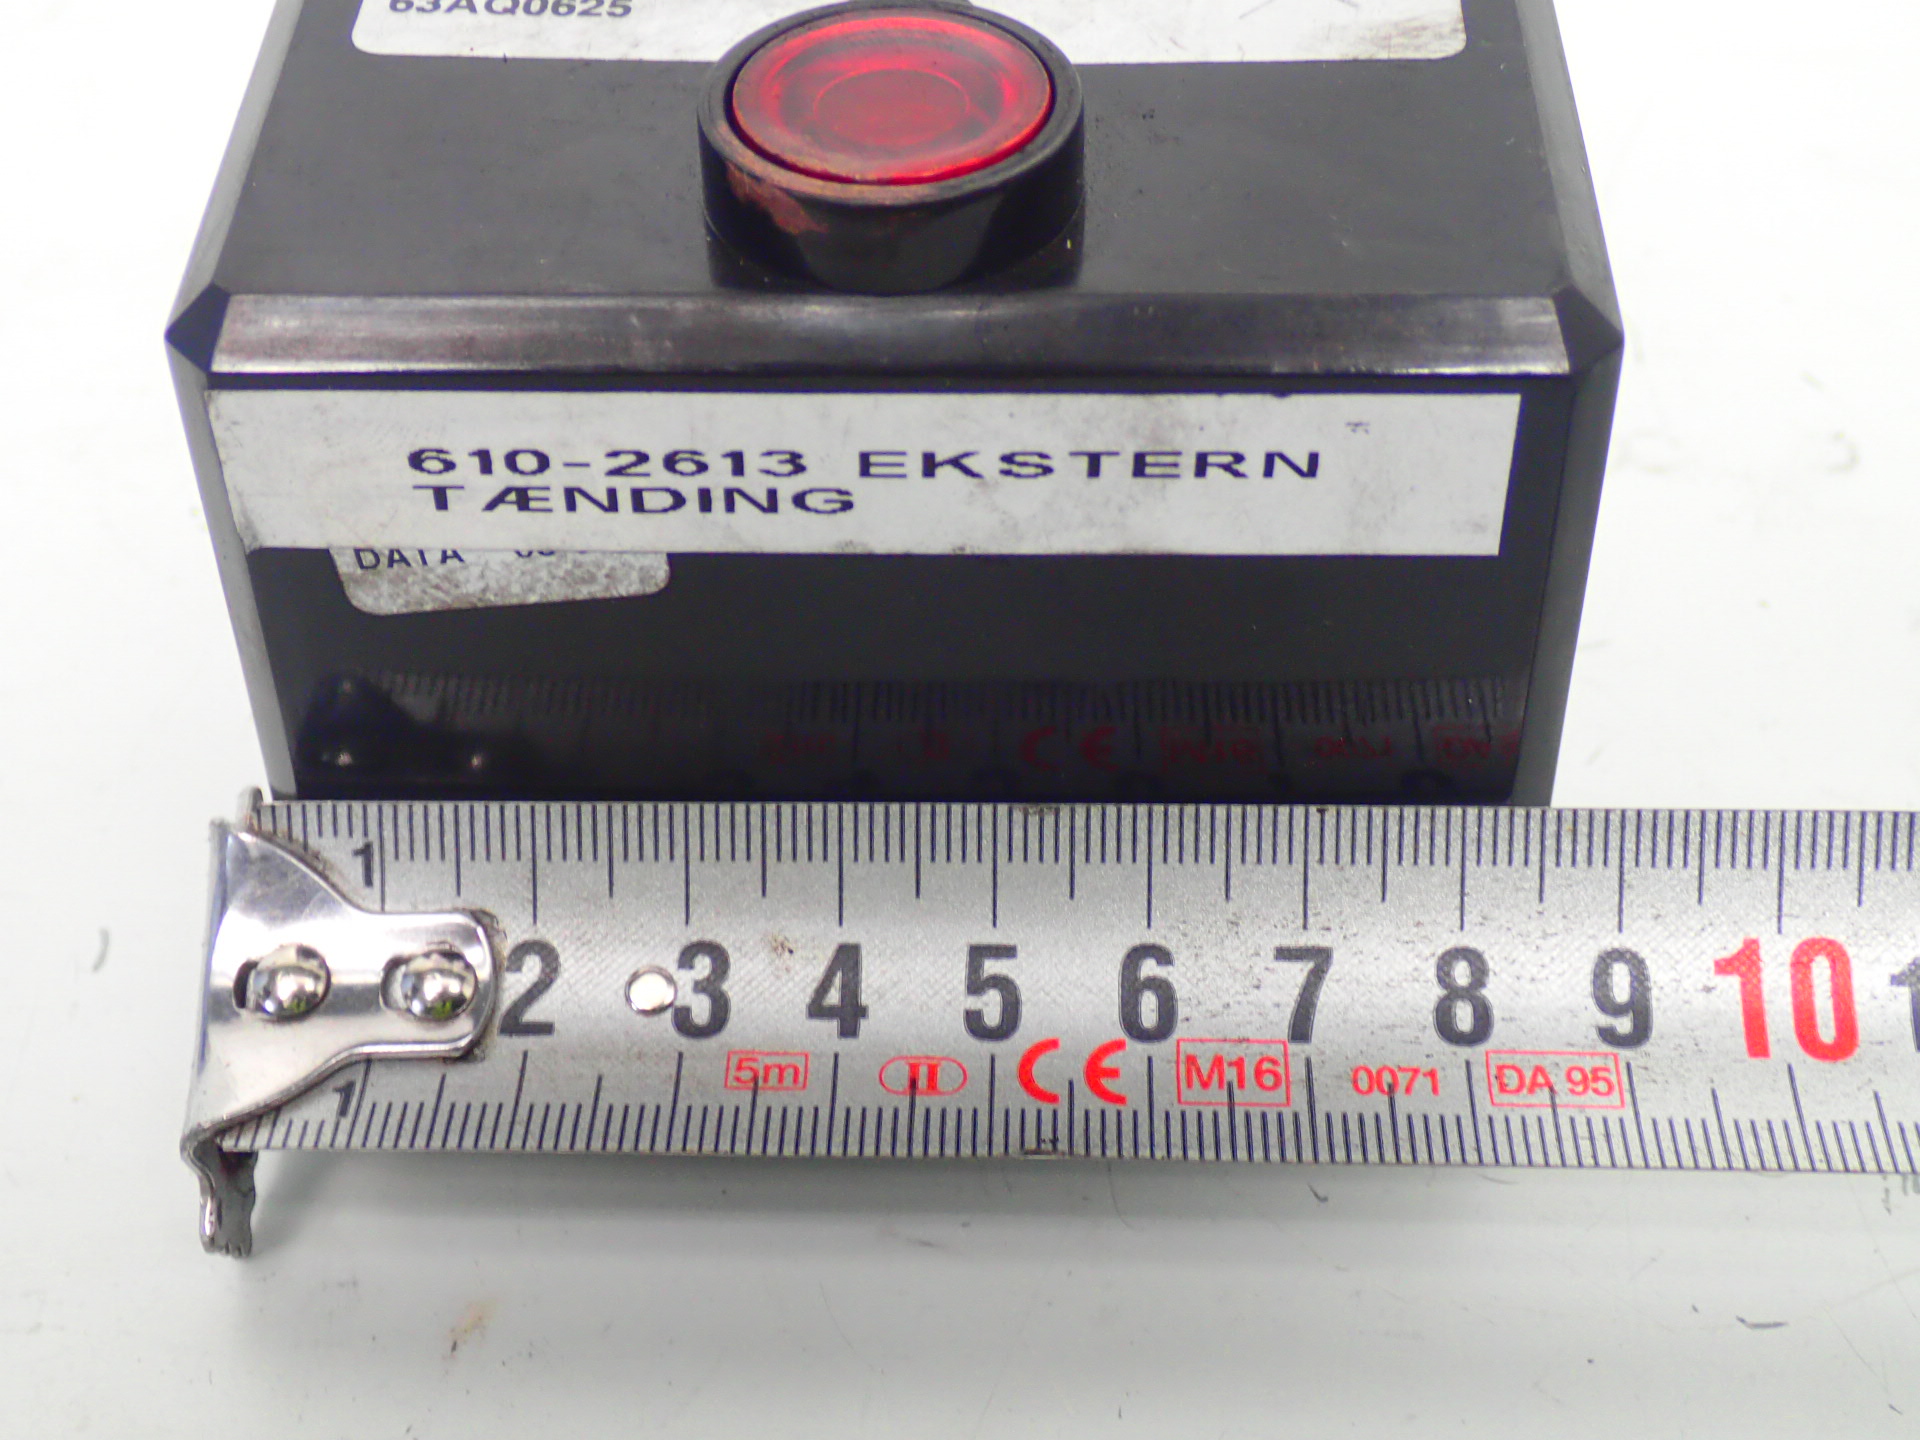 63AQ0625
610-2613 EKSTERN
TÆNDING
DATA
1 2 3 4 5 6 7 8 9 10
5m II CE M16 0071 DA 95
1